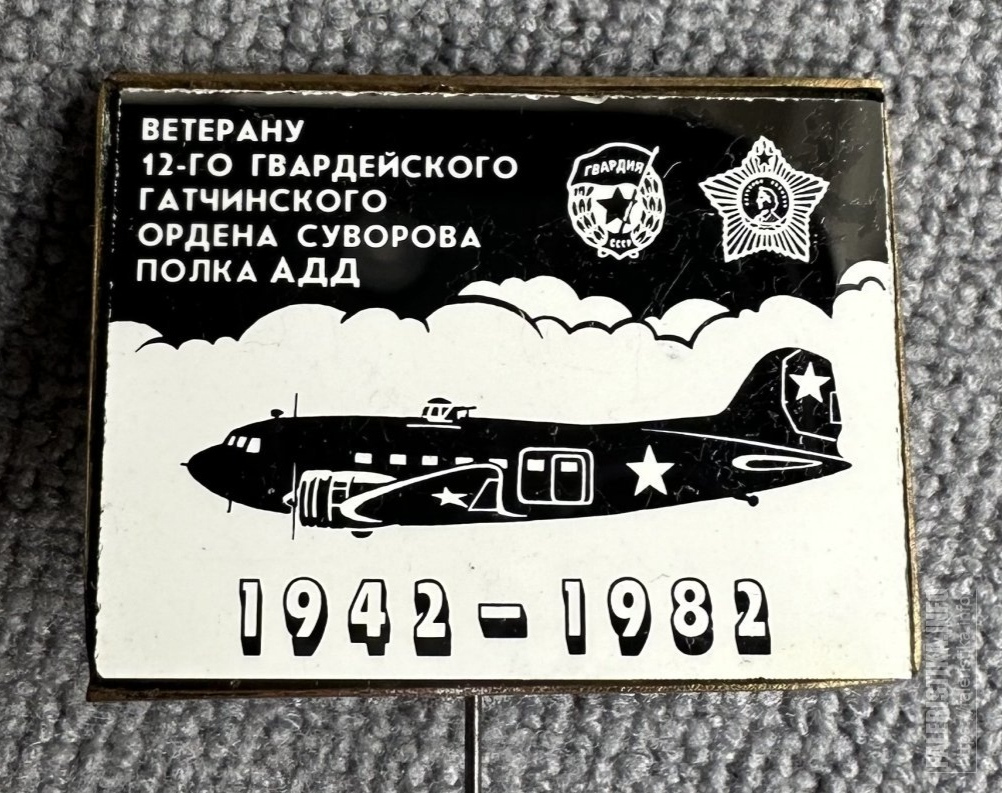 ВЕТЕРАНУ
12-ГО ГВАРДЕЙСКОГО
ГАТЧИНСКОГО
ОРДЕНА СУВОРОВА
ПОЛКА АДД
ГВАРДИЯ
СССР
1942-1982